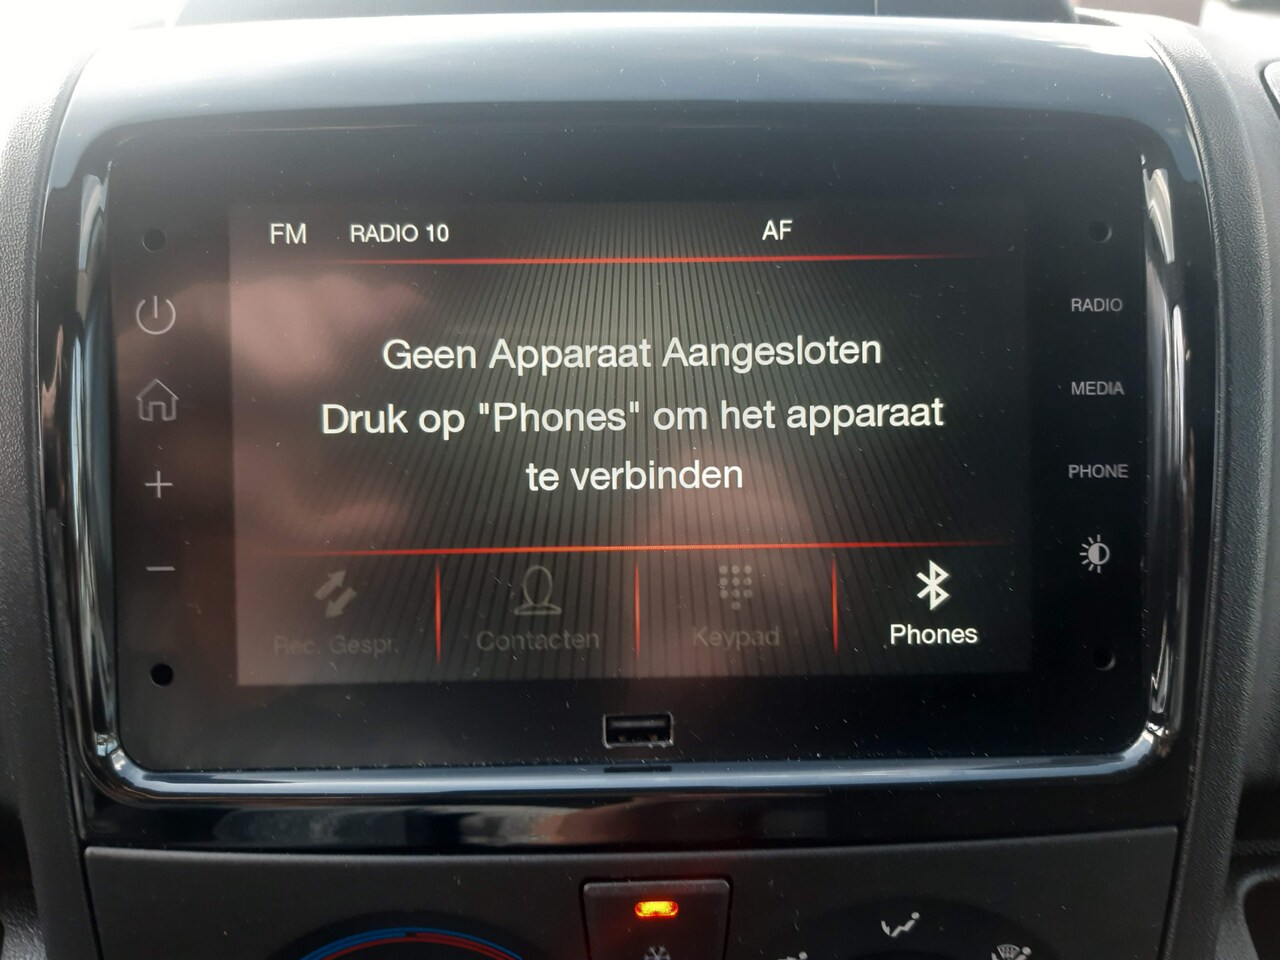 FM RADIO 10 AF
RADIO
Geen Apparaat Aangesloten
MEDIA
Druk op "Phones" om het apparaat
te verbinden
PHONE
Rec. Gespr.
Contacten
Keypad
Phones